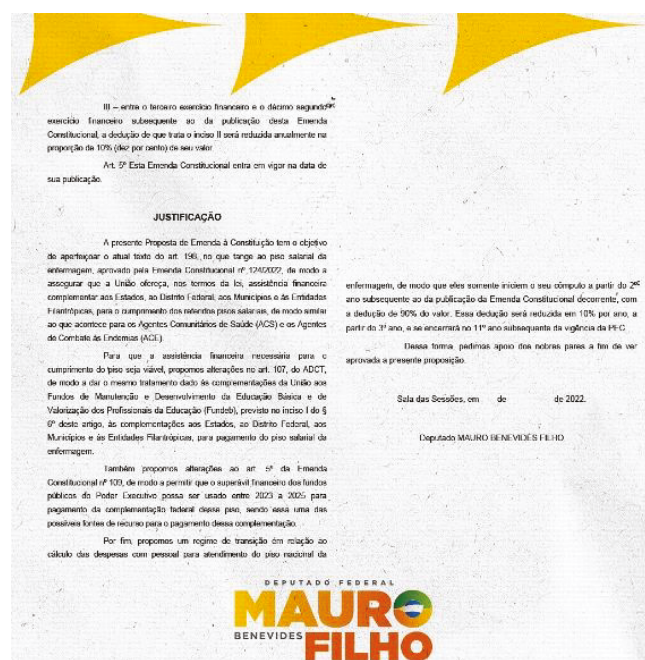 III – entre o terceiro exercício financeiro e o décimo segundo
exercício financeiro subsequente ao da publicação desta Emenda
Constitucional, a dedução de que trata o inciso II será reduzida anualmente na
proporção de 10% (dez por cento) de seu valor.
Art. 5º Esta Emenda Constitucional entra em vigor na data de
sua publicação.
JUSTIFICAÇÃO
A presente Proposta de Emenda à Constituição tem o objetivo
de aperfeiçoar o atual texto do art. 198, no que tange ao piso salarial da
enfermagem, aprovado pela Emenda Constitucional nº 124/2022, de modo a
assegurar que a União ofereça, nos termos da lei, assistência financeira
complementar aos Estados, ao Distrito Federal, aos Municípios e às Entidades
Filantrópicas, para o cumprimento dos referidos pisos salariais, de modo similar
ao que acontece para os Agentes Comunitários de Saúde (ACS) e os Agentes
de Combate às Endemias (ACE).
Para que a assistência financeira necessária para o
cumprimento do piso seja viável, propomos alterações no art. 107, do ADCT,
de modo a dar o mesmo tratamento dado às complementações da União aos
Fundos de Manutenção e Desenvolvimento da Educação Básica e de
Valorização dos Profissionais da Educação (Fundeb), previsto no inciso I do §
6º deste artigo, às complementações aos Estados, ao Distrito Federal, aos
Municípios e às Entidades Filantrópicas, para pagamento do piso salarial da
enfermagem.
Também propomos alterações ao art. 5º da Emenda
Constitucional nº 109, de modo a permitir que o superávit financeiro dos fundos
públicos do Poder Executivo possa ser usado entre 2023 a 2025 para
pagamento da complementação federal desse piso, sendo essa uma das
possíveis fontes de recurso para o pagamento dessa complementação.
Por fim, propomos um regime de transição em relação ao
cálculo das despesas com pessoal para atendimento do piso nacional da
enfermagem, de modo que eles somente iniciem o seu cômputo a partir do 2º
ano subsequente ao da publicação da Emenda Constitucional decorrente, com
a dedução de 90% do valor. Essa dedução será reduzida em 10% por ano, a
partir do 3º ano, e se encerrará no 11º ano subsequente da vigência da PEC.
Dessa forma, pedimos apoio dos nobres pares a fim de ver
aprovada a presente proposição.
Sala das Sessões, em de de 2022.
Deputado MAURO BENEVIDES FILHO
DEPUTADO FEDERAL
MAURO
BENEVIDES FILHO